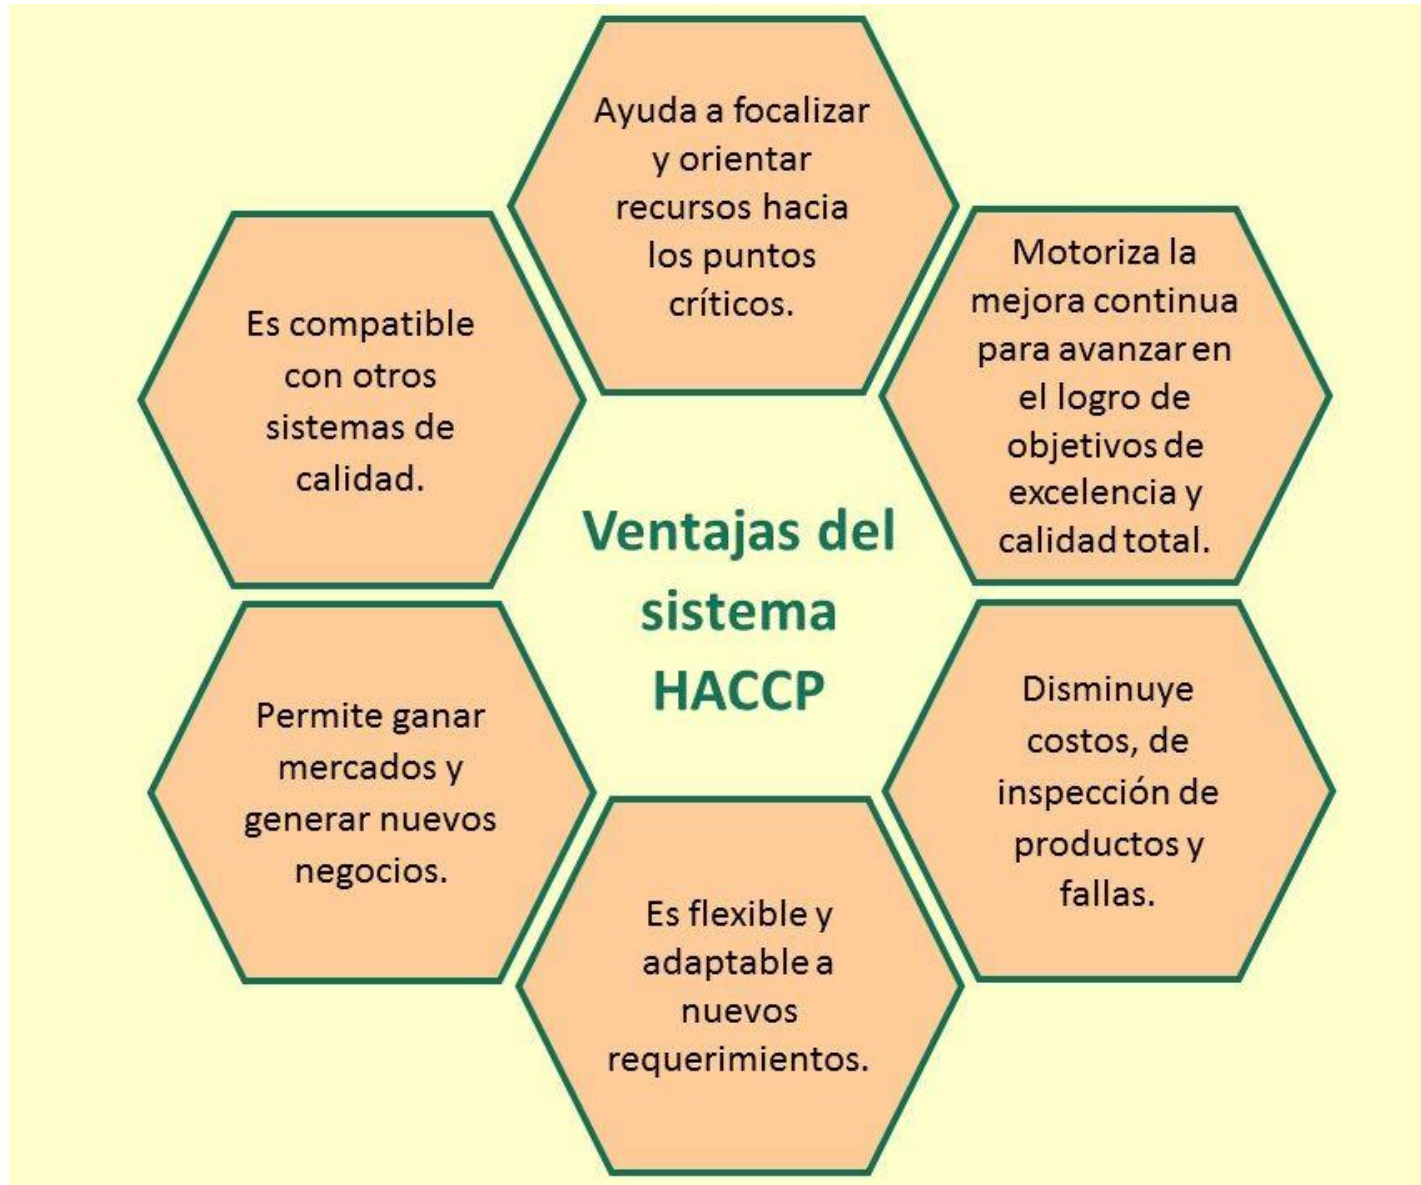 Ayuda a focalizar
y orientar
recursos hacia
los puntos
críticos.
Motoriza la
mejora continua
para avanzar en
el logro de
objetivos de
excelencia y
calidad total.
Disminuye
costos, de
inspección de
productos y
fallas.
Es flexible y
adaptable a
nuevos
requerimientos.
Permite ganar
mercados y
generar nuevos
negocios.
Es compatible
con otros
sistemas de
calidad.
Ventajas del
sistema
HACCP